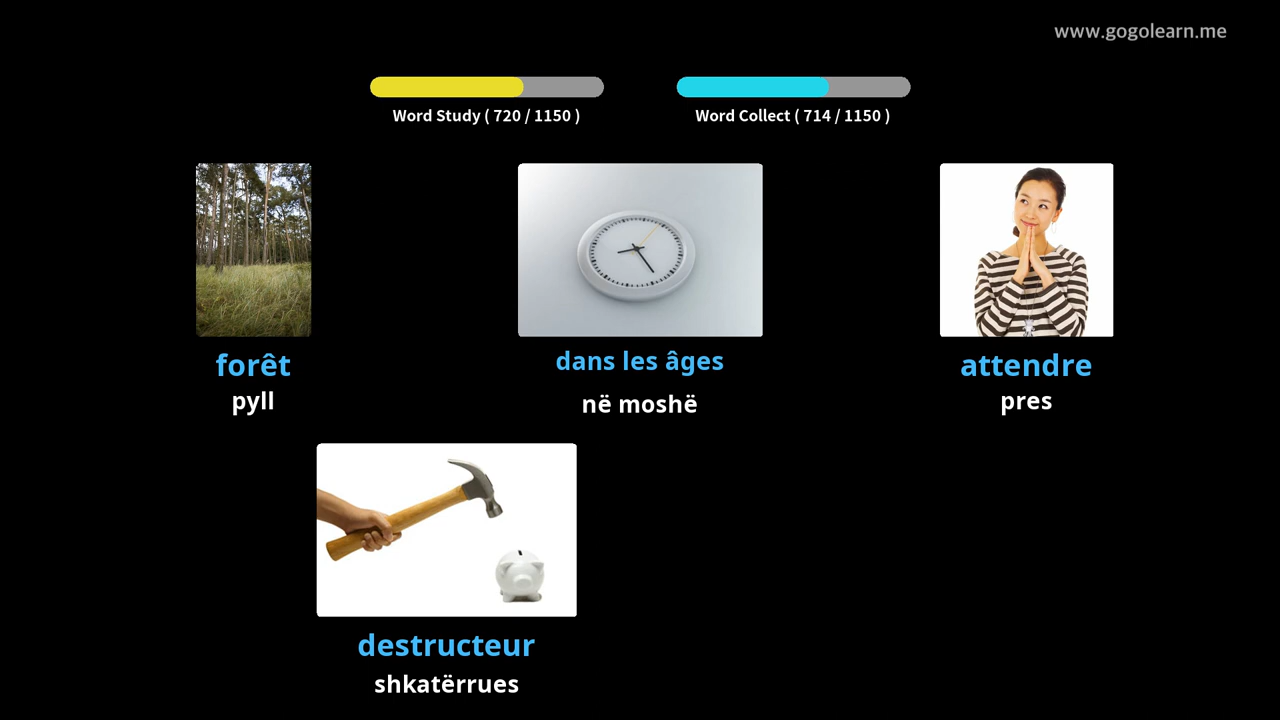 www.gogolearn.me
Word Study ( 720 / 1150 )
Word Collect ( 714 / 1150 )
forêt
pyll
dans les âges
në moshë
attendre
pres
destructeur
shkatërrues